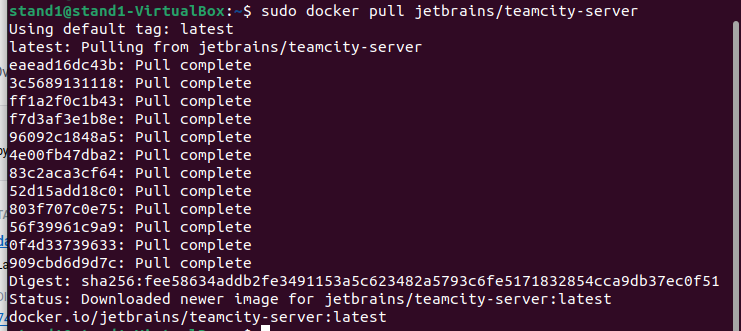 stand1@stand1-VirtualBox:~$ sudo docker pull jetbrains/teamcity-server
Using default tag: latest
latest: Pulling from jetbrains/teamcity-server
eaead16dc43b: Pull complete
3c5689131118: Pull complete
ff1a2f0c1b43: Pull complete
f7d3af3e1b8e: Pull complete
96092c1848a5: Pull complete
4e00fb47dba2: Pull complete
83c2aca3cf64: Pull complete
52d15add18c0: Pull complete
803f707c0e75: Pull complete
56f39961c9a9: Pull complete
0f4d33739633: Pull complete
909cbd6d9d7c: Pull complete
Digest: sha256:fee58634addb2fe3491153a5c623482a5793c6fe5171832854cca9db37ec0f51
Status: Downloaded newer image for jetbrains/teamcity-server:latest
docker.io/jetbrains/teamcity-server:latest